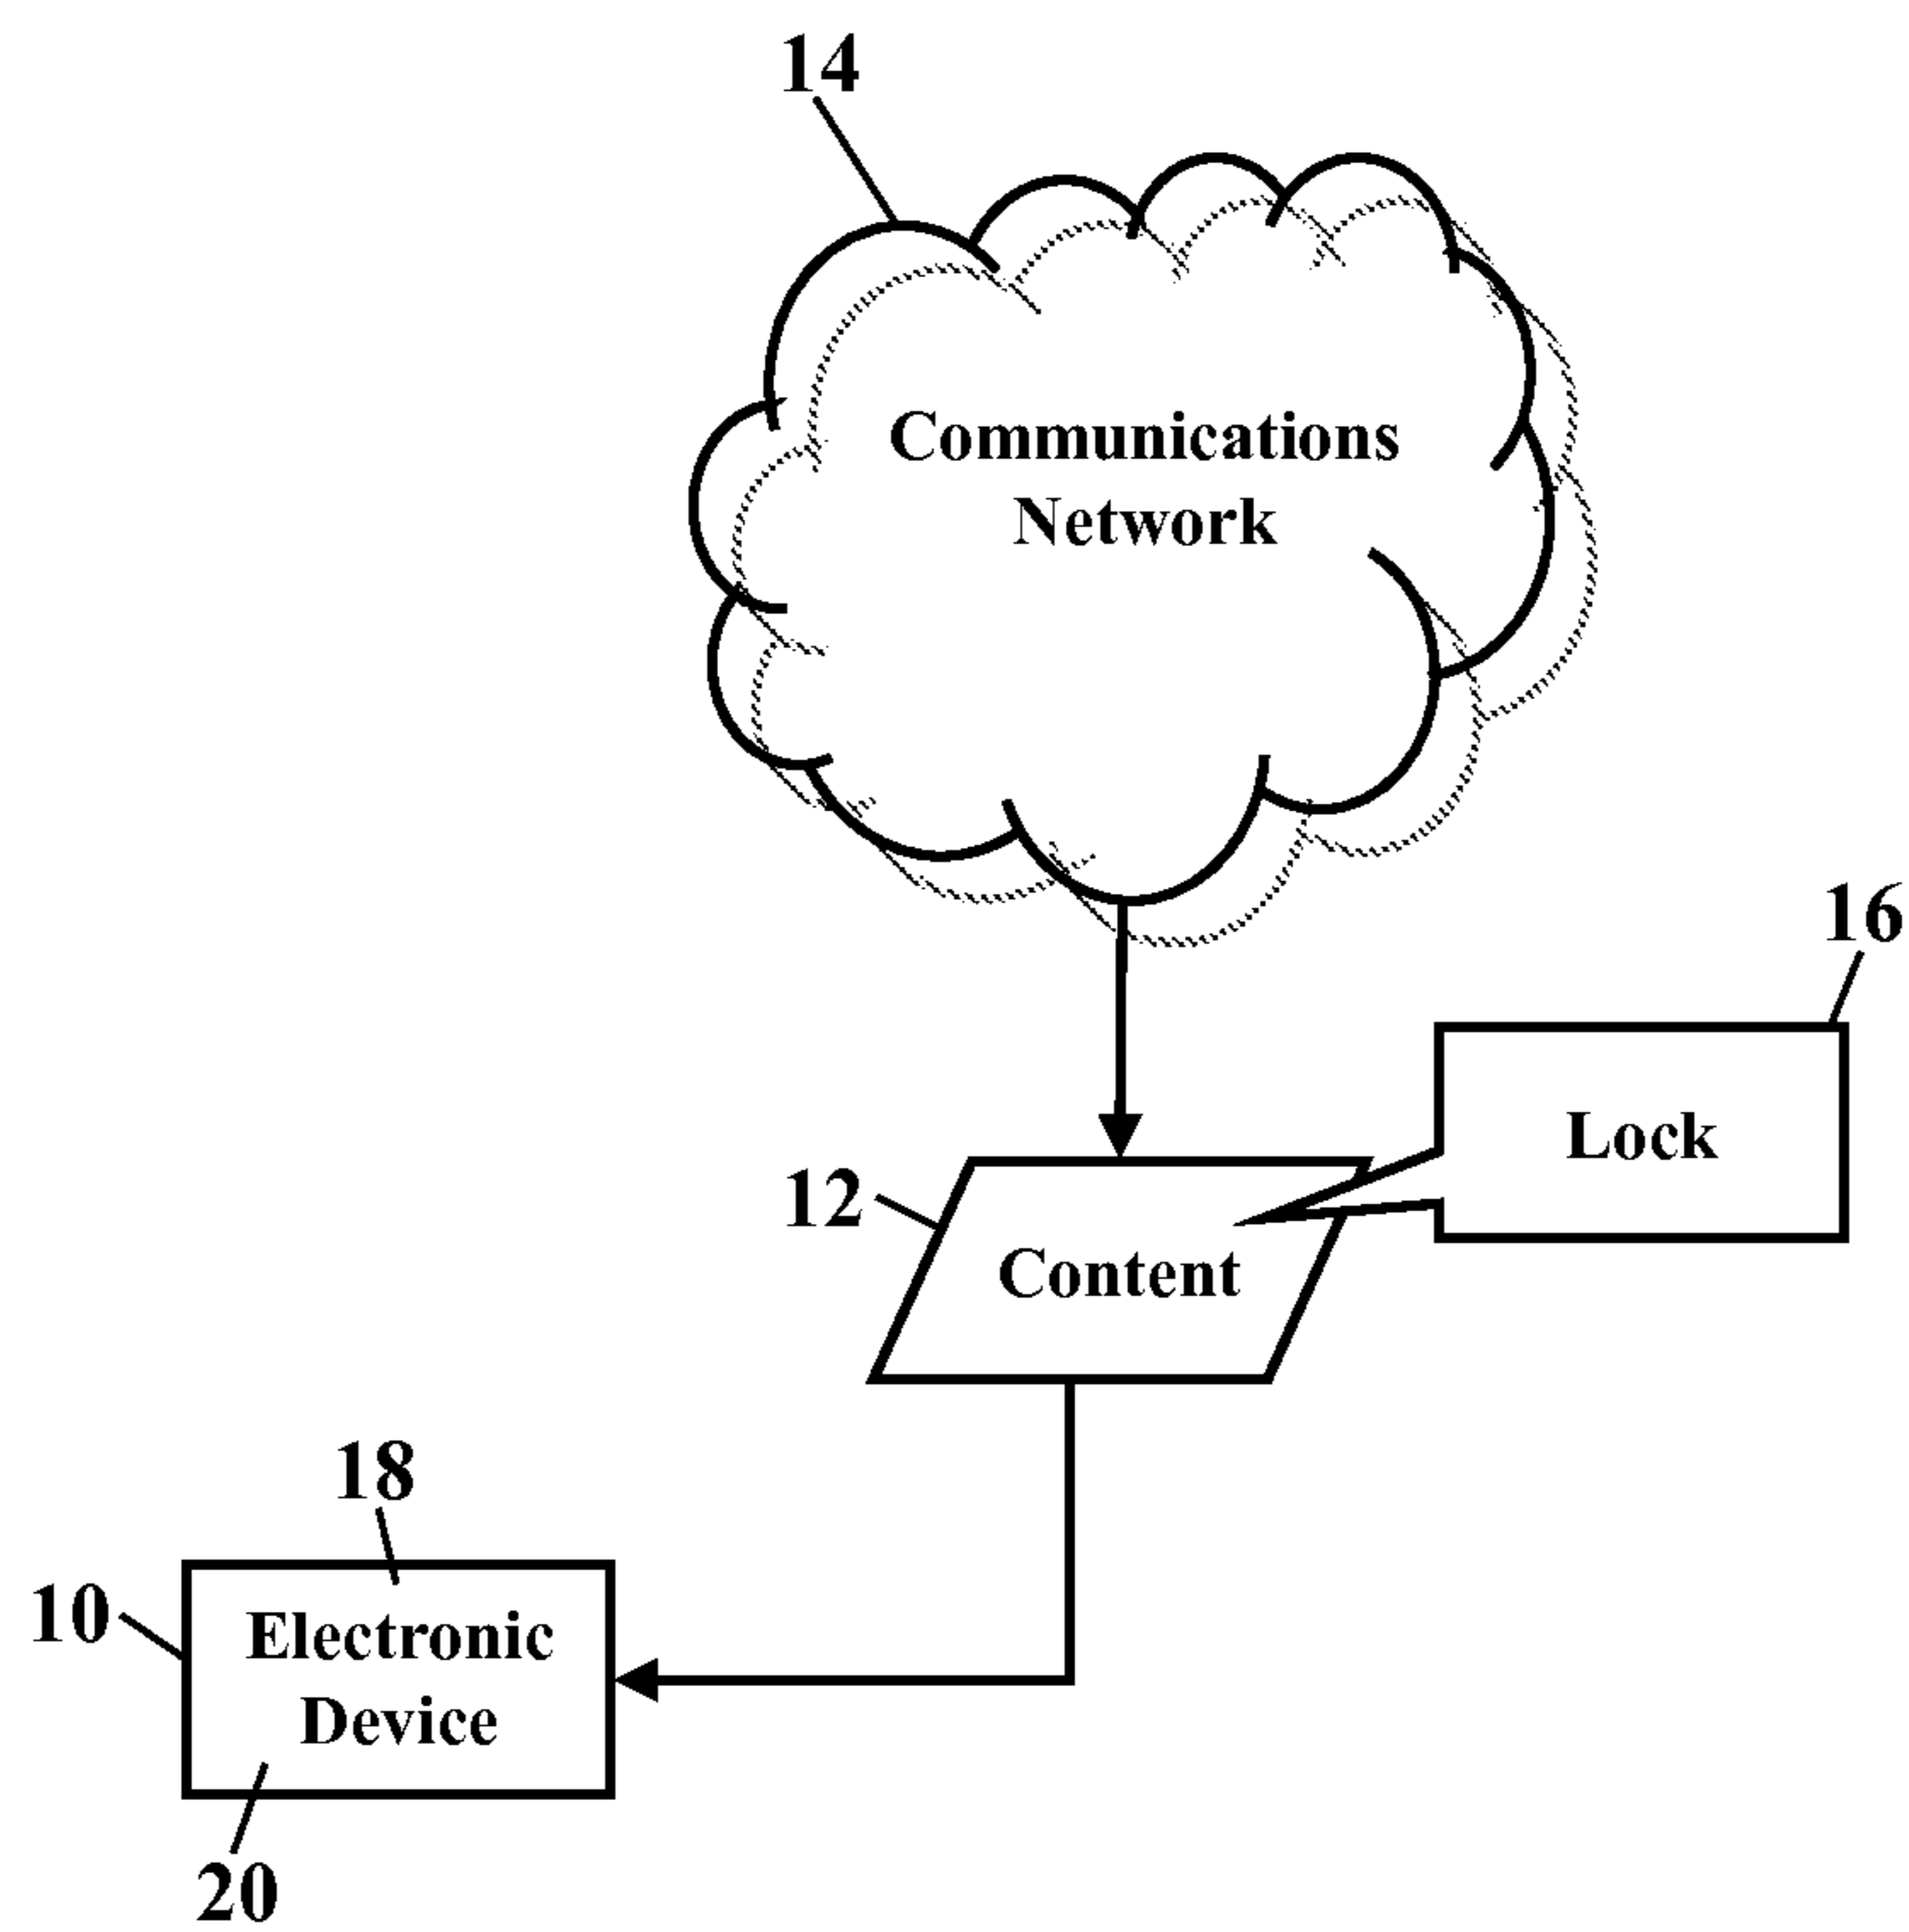 14
Communications
Network
16
Lock
12
Content
18
10
Electronic
Device
20